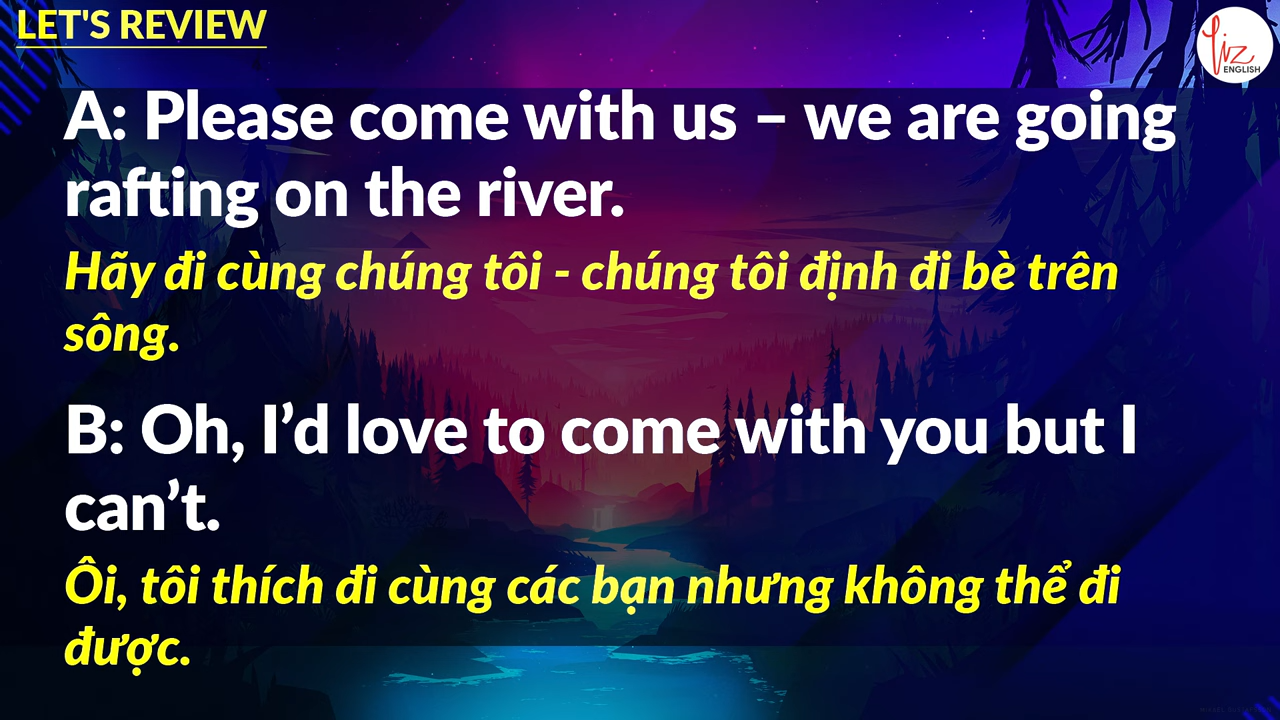 LET'S REVIEW
Liz
ENGLISH
A: Please come with us – we are going
rafting on the river.
Hãy đi cùng chúng tôi - chúng tôi định đi bè trên
sông.
B: Oh, I’d love to come with you but I
can’t.
Ôi, tôi thích đi cùng các bạn nhưng không thể đi
được.